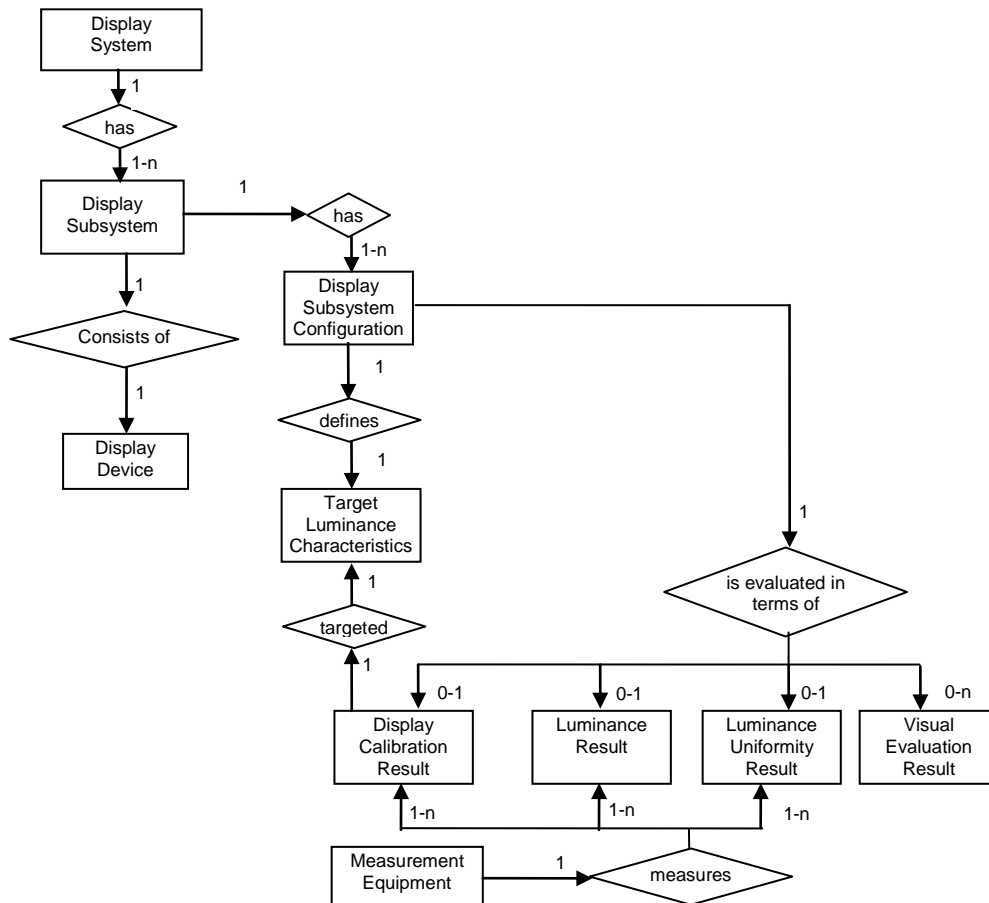 Display
System
1
has
1-n
Display
Subsystem
1
has
1-n
1
Consists of
1
Display
Device
Display
Subsystem
Configuration
1
defines
1
Target
Luminance
Characteristics
1
targeted
1
1
is evaluated in
terms of
0-1
0-1
0-1
0-n
Display
Calibration
Result
Luminance
Result
Luminance
Uniformity
Result
Visual
Evaluation
Result
1-n
1-n
1-n
Measurement
Equipment
1
measures